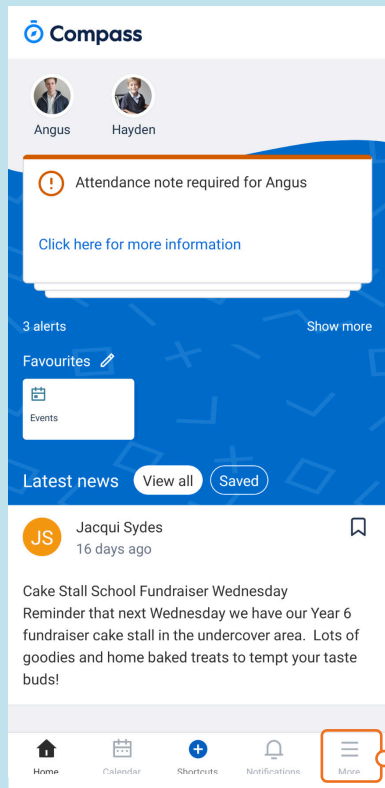 Compass
Angus Hayden
Attendance note required for Angus
Click here for more information
3 alerts Show more
Favourites
Events
Latest news View all Saved
JS Jacqui Sydes
16 days ago
Cake Stall School Fundraiser Wednesday
Reminder that next Wednesday we have our Year 6
fundraiser cake stall in the undercover area. Lots of
goodies and home baked treats to tempt your taste
buds!
Home Calendar Shortcuts Notifications More